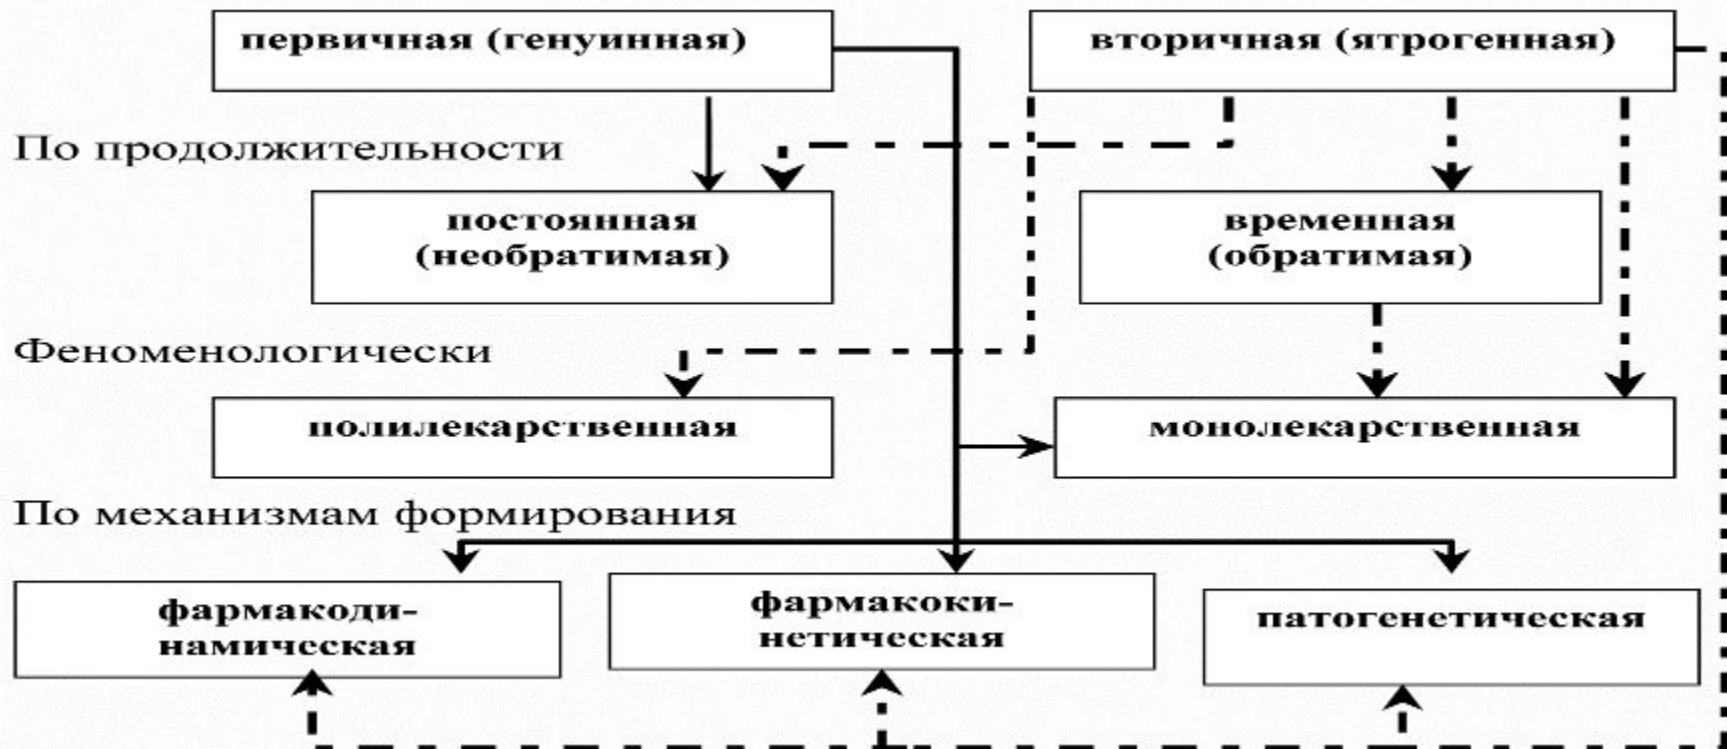 первичная (генуинная)
вторичная (ятрогенная)
По продолжительности
постоянная
(необратимая)
временная
(обратимая)
Феноменологически
полилекарственная
монолекарственная
По механизмам формирования
фармакоди-
намическая
фармакоки-
нетическая
патогенетическая